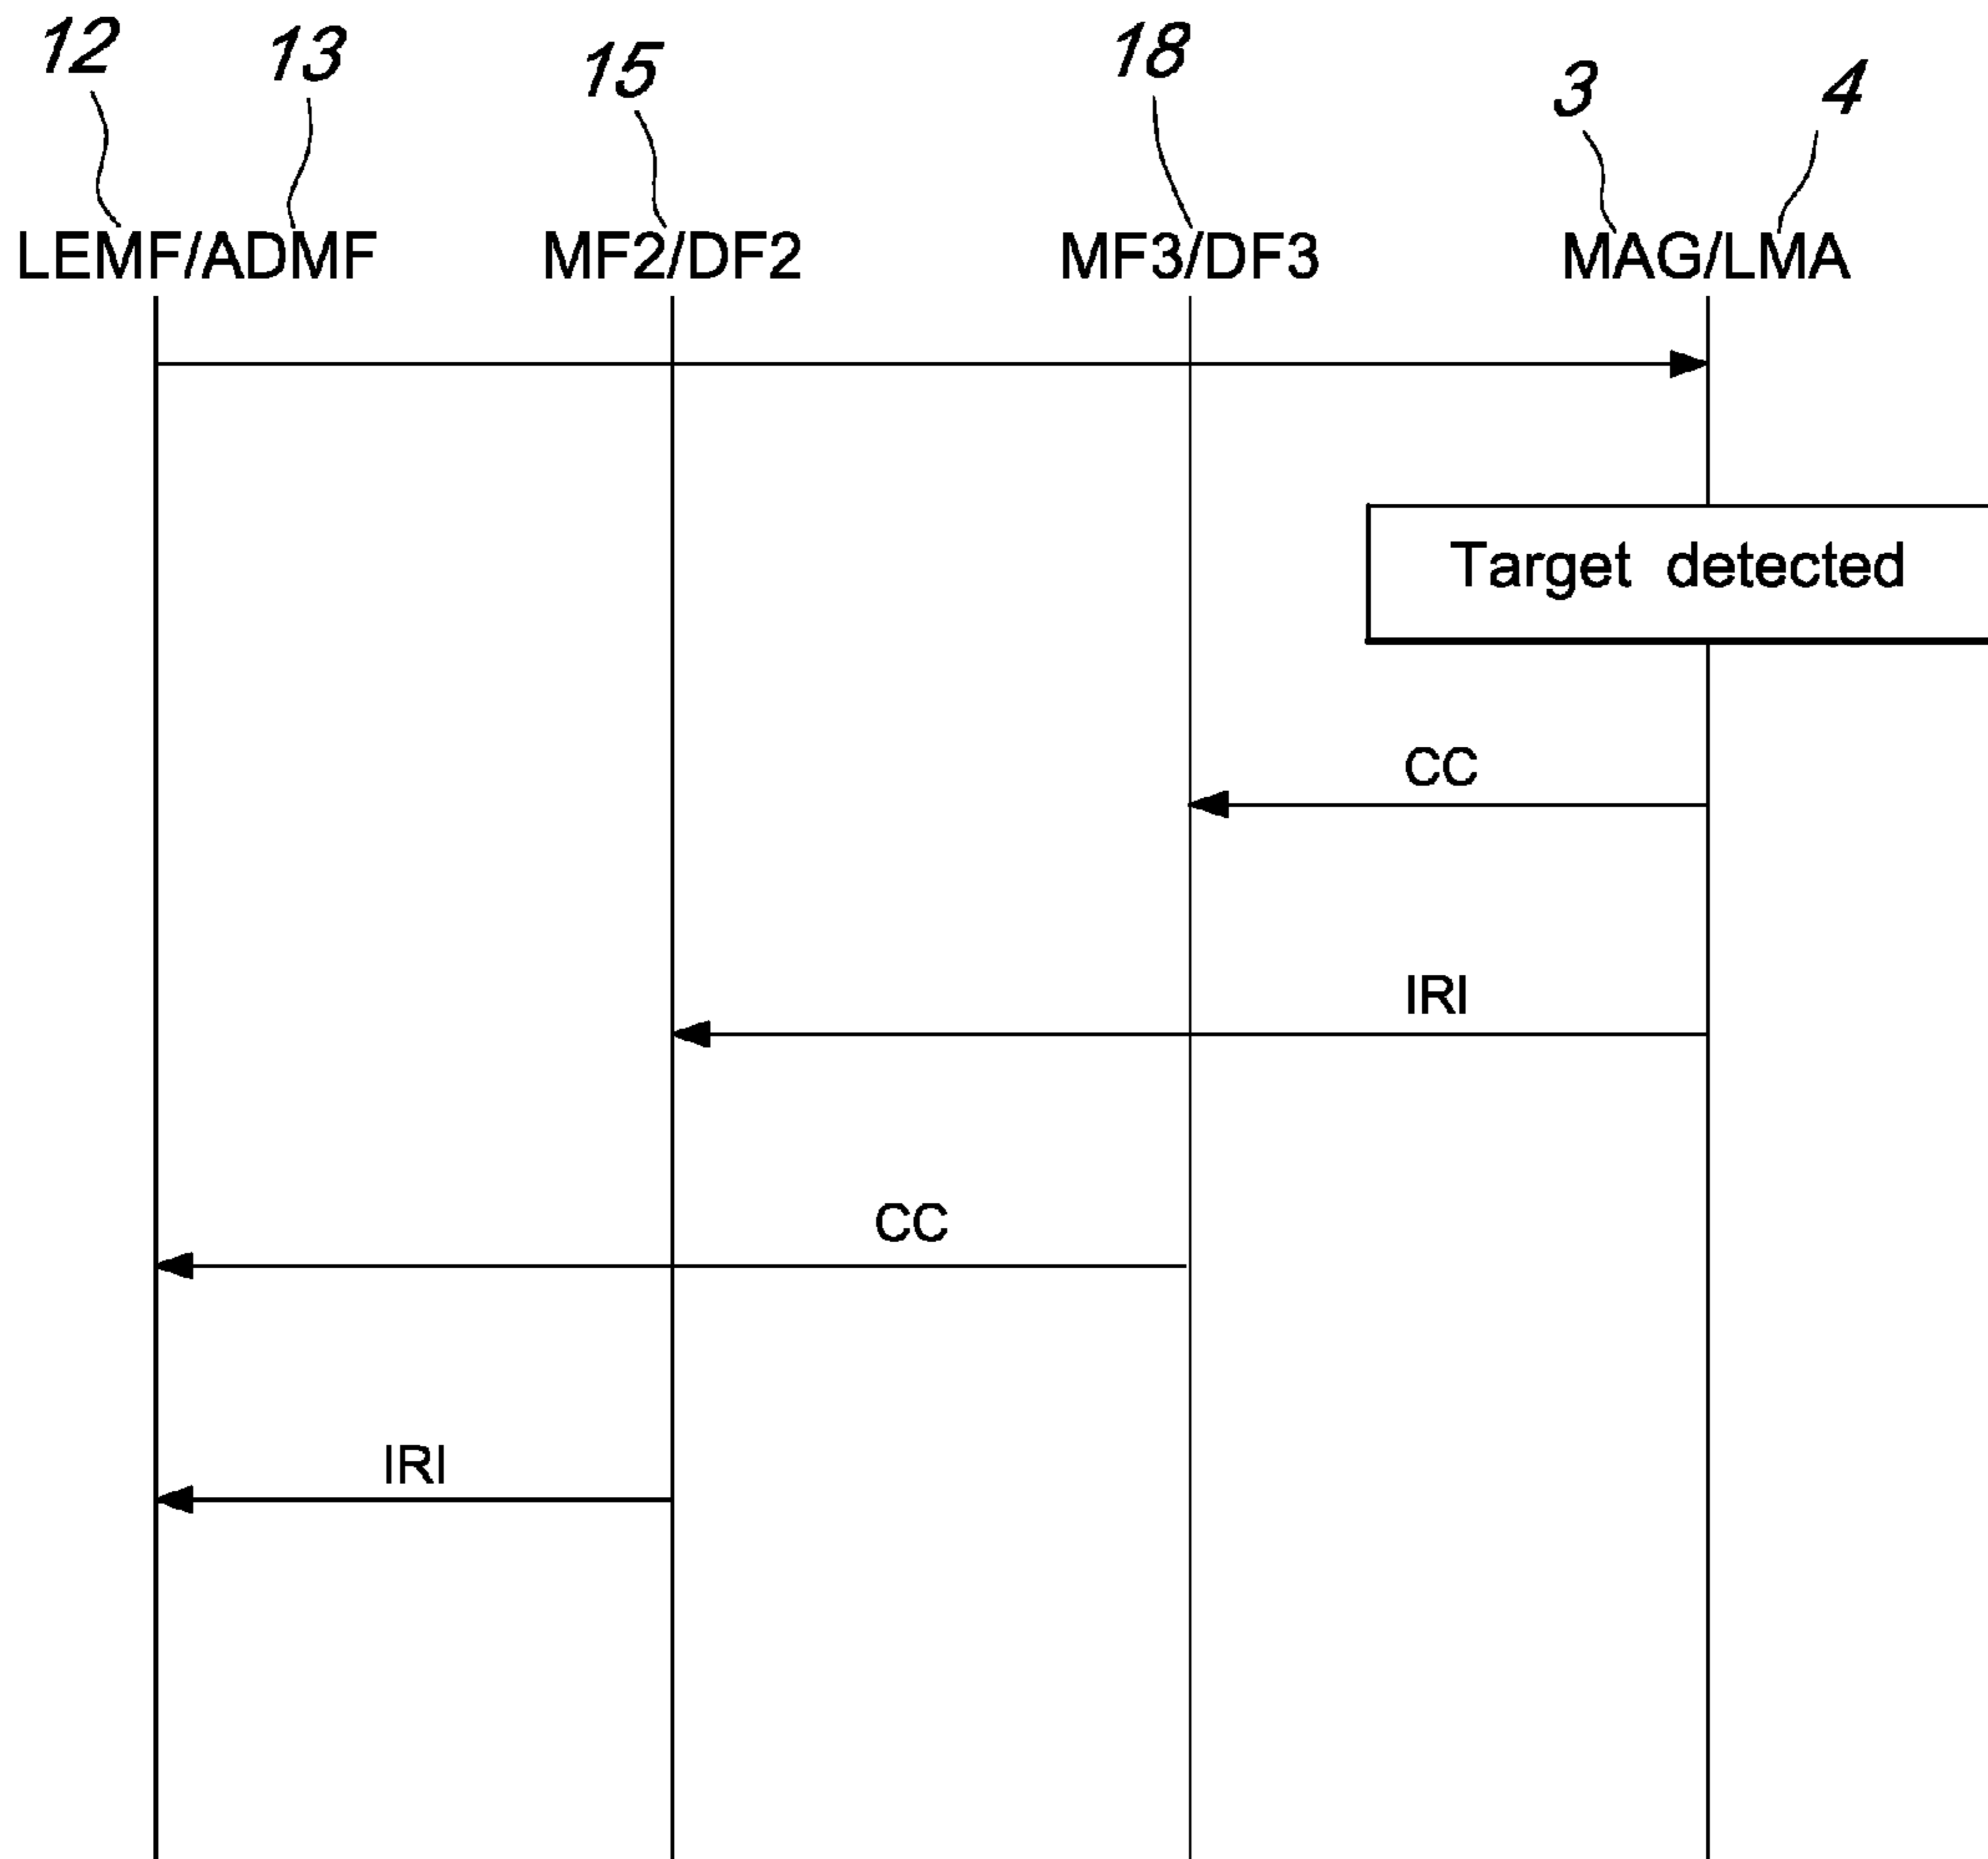 12 13 15 18 3 4
LEMF/ADMF MF2/DF2 MF3/DF3 MAG/LMA
Target detected
CC
IRI
CC
IRI